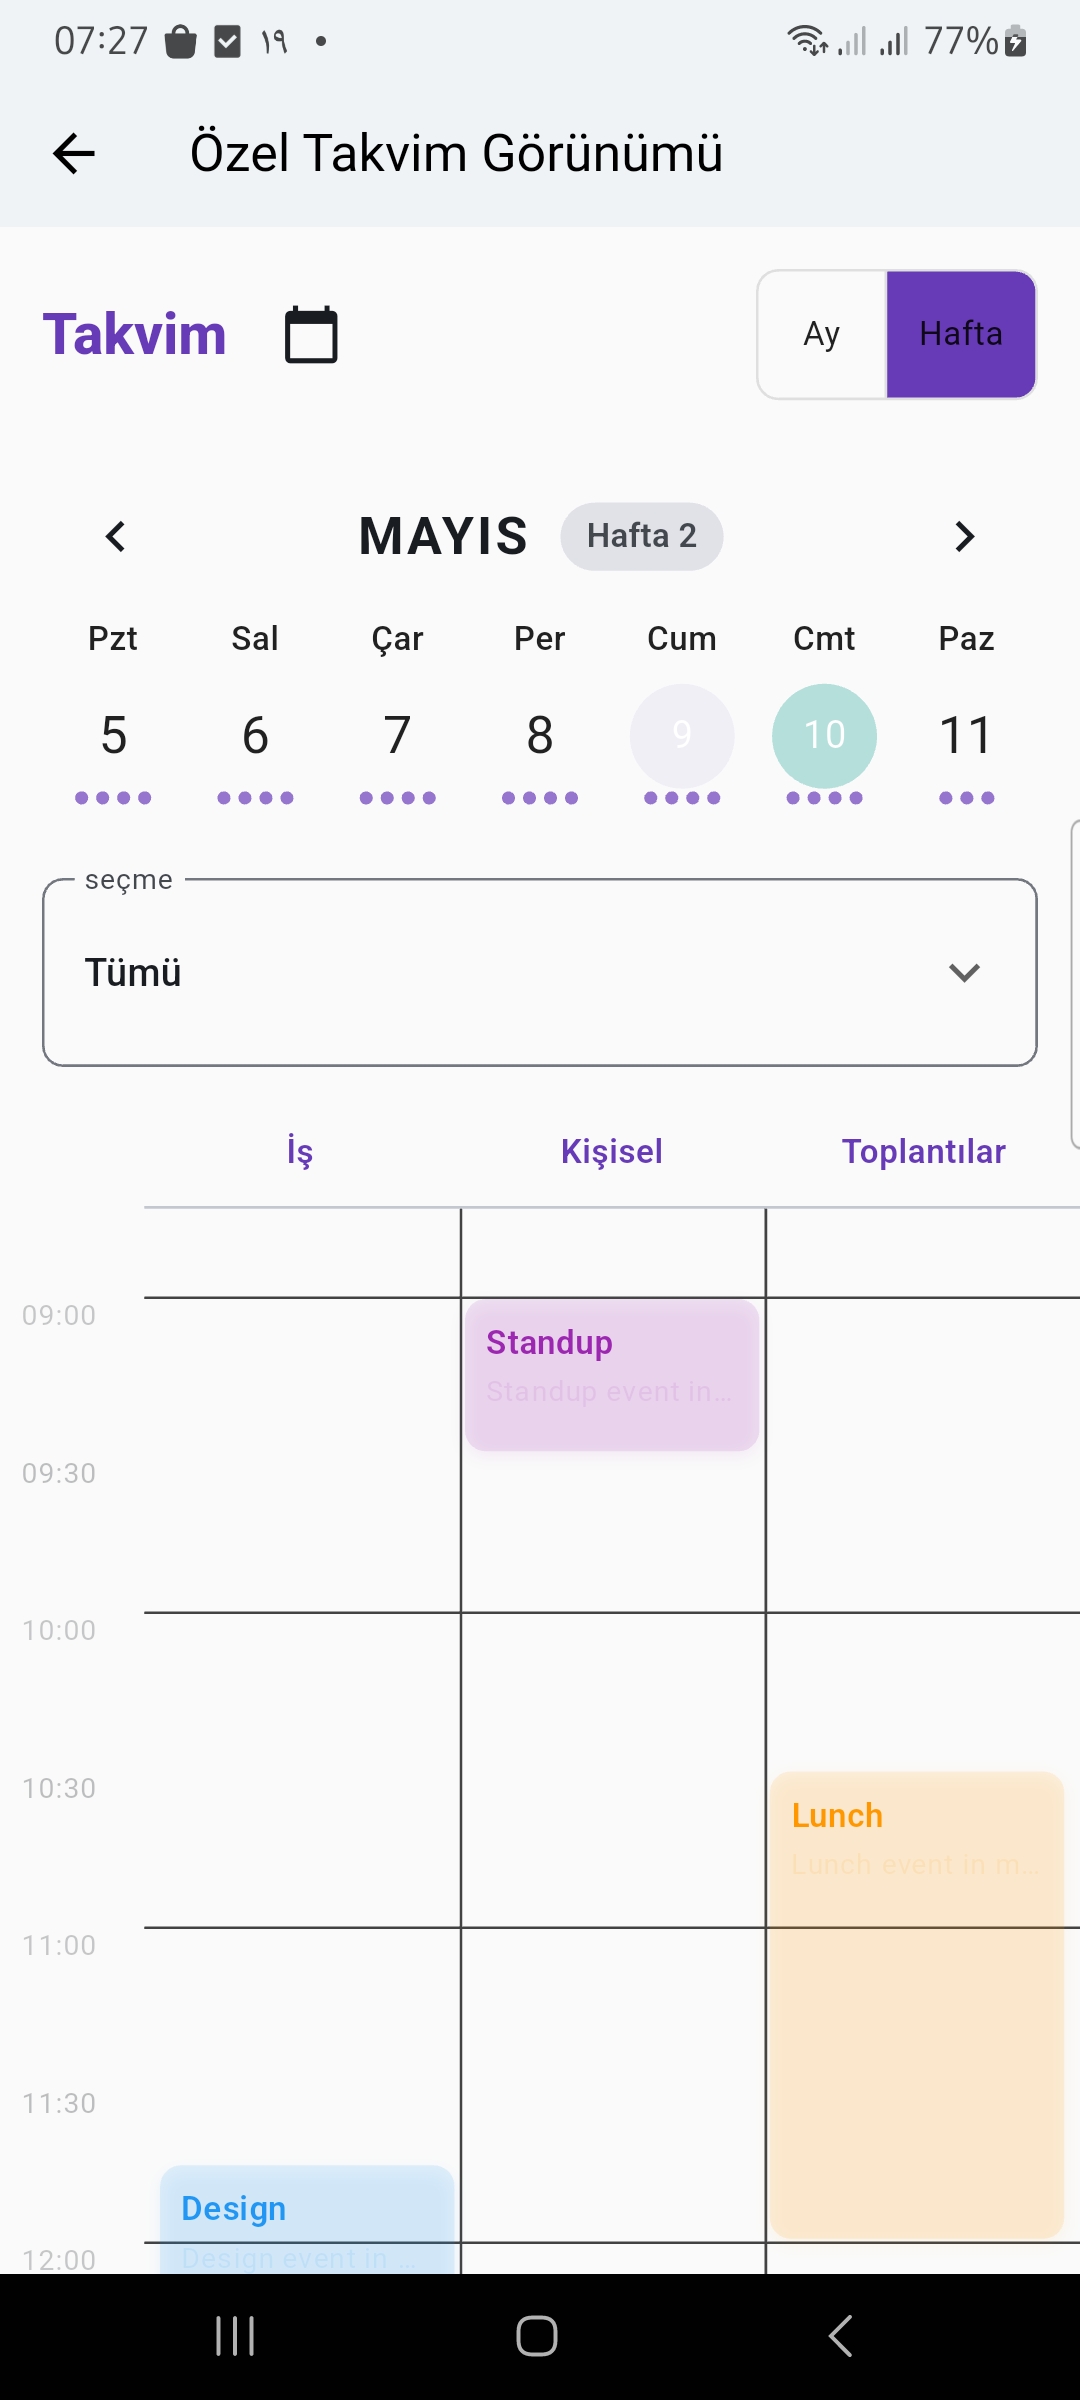 07:27 ١٩ 77%
Özel Takvim Görünümü
Takvim Ay Hafta
MAYIS Hafta 2
Pzt Sal Çar Per Cum Cmt Paz
5 6 7 8 9 10 11
seçme
Tümü
İş Kişisel Toplantılar
09:00
Standup
Standup event in...
09:30
10:00
10:30
Lunch
Lunch event in m...
11:00
11:30
Design
Design event in ...
12:00